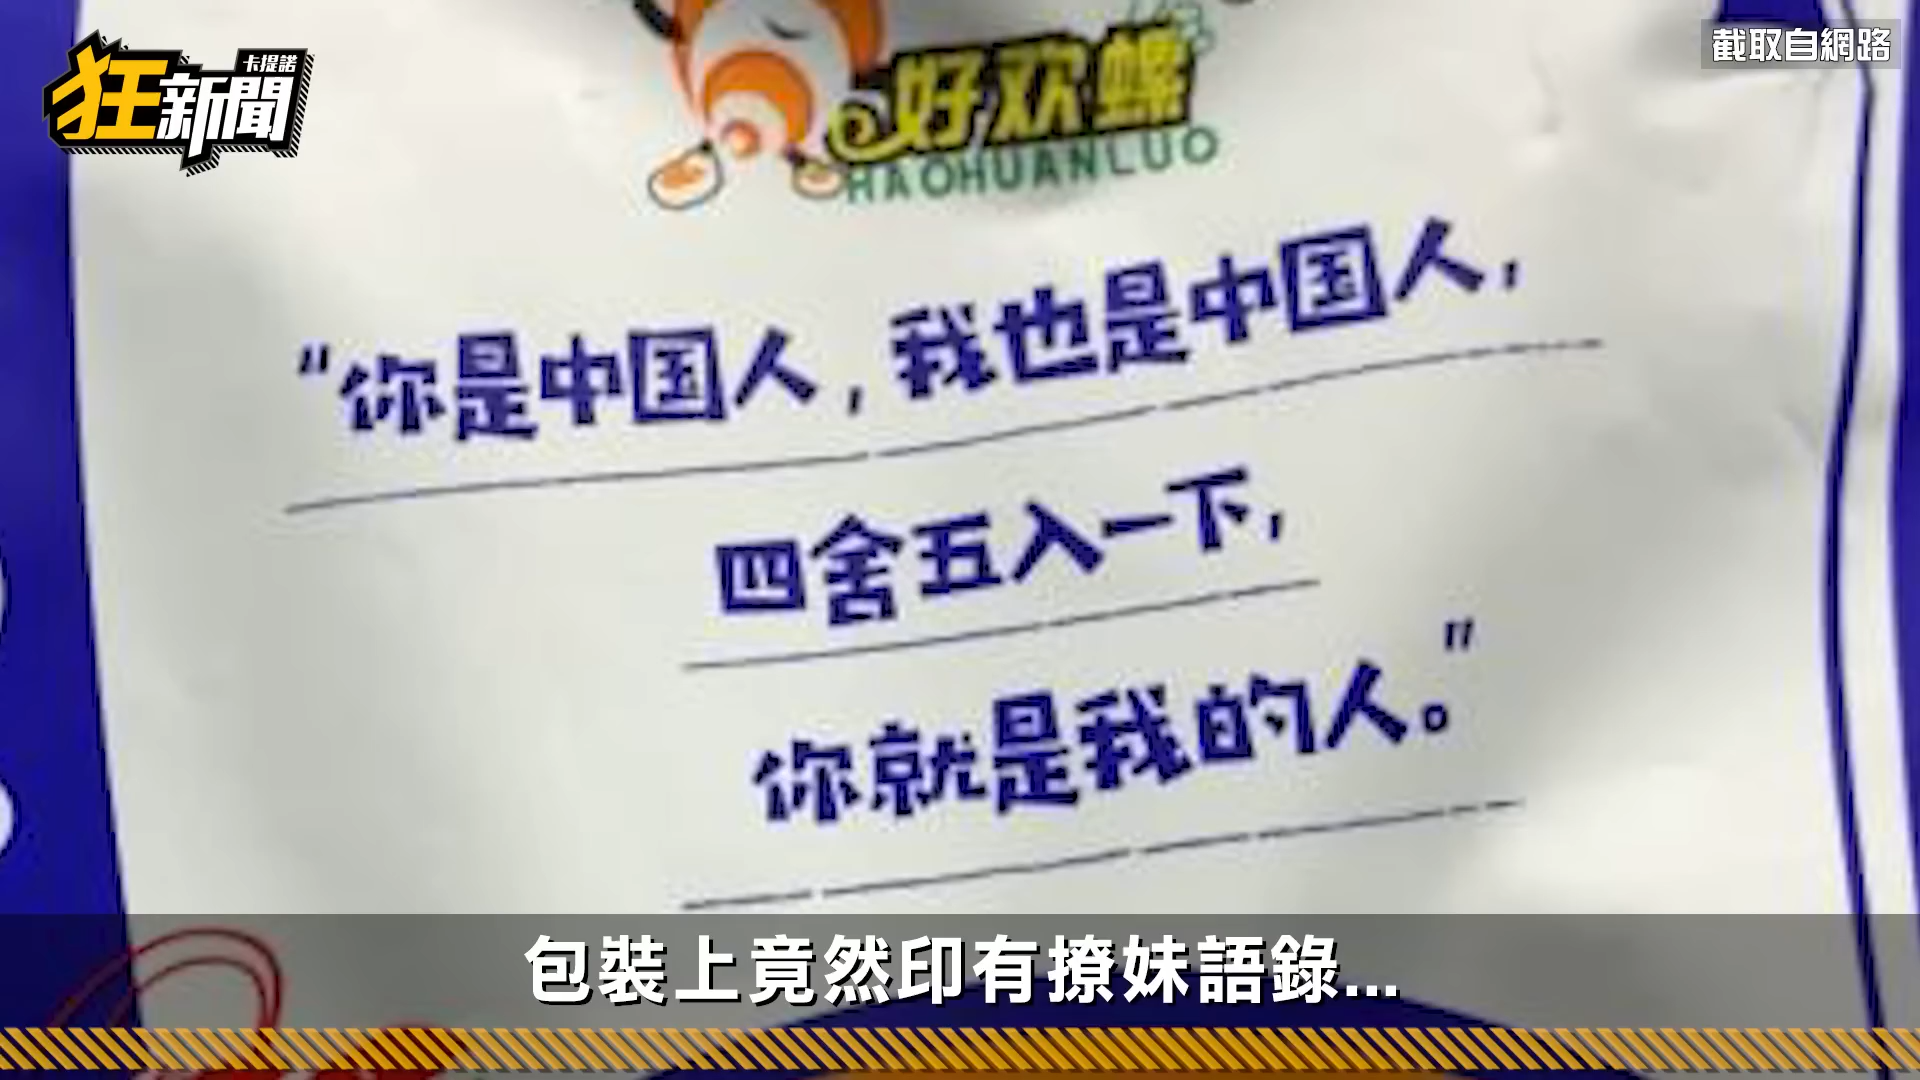 卡提諾
狂新聞
截取自網路
好欢螺
HAOHUANLUO
"你是中国人，我也是中国人，
四舍五入一下，
你就是我的人。"
包裝上竟然印有撩妹語錄...